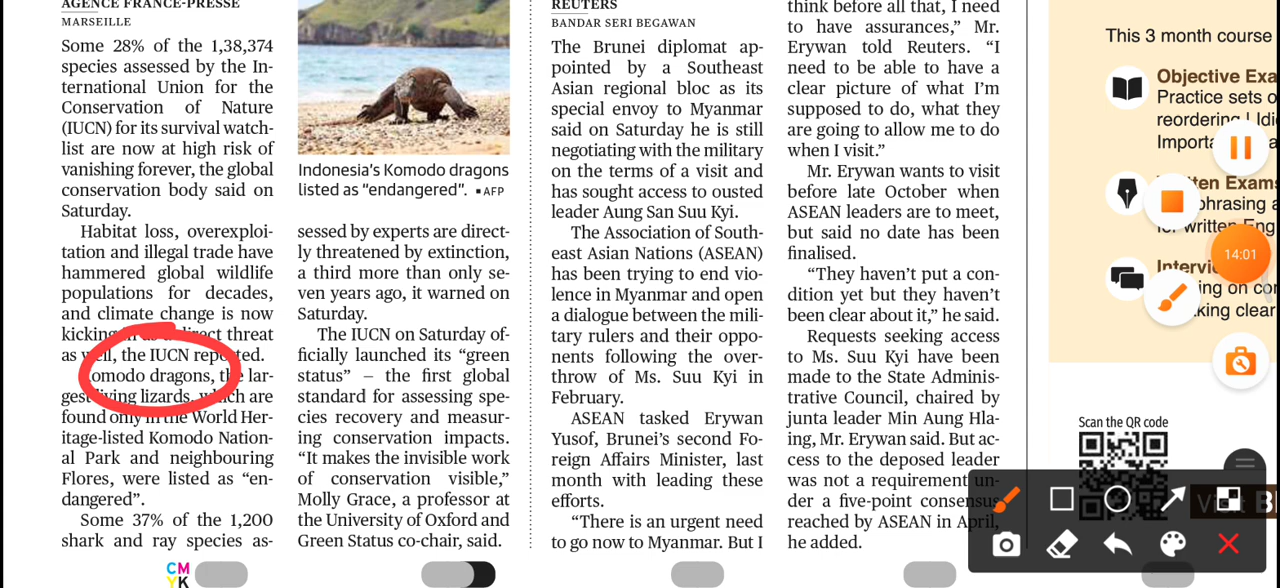 AGENCE FRANCE-PRESSE
MARSEILLE
Some 28% of the 1,38,374
species assessed by the In-
ternational Union for the
Conservation of Nature
(IUCN) for its survival watch-
list are now at high risk of
vanishing forever, the global
conservation body said on
Saturday.
Habitat loss, overexploi-
tation and illegal trade have
hammered global wildlife
populations for decades,
and climate change is now
kicking in as a direct threat
as well, the IUCN reported.
omodo dragons, the lar-
gest living lizards, which are
found only in the World Her-
itage-listed Komodo Nation-
al Park and neighbouring
Flores, were listed as “en-
dangered”.
Some 37% of the 1,200
shark and ray species as-
CM
YK
Indonesia's Komodo dragons
listed as "endangered". ▪AFP
sessed by experts are direct-
ly threatened by extinction,
a third more than only se-
ven years ago, it warned on
Saturday.
The IUCN on Saturday of-
ficially launched its “green
status” — the first global
standard for assessing spe-
cies recovery and measur-
ing conservation impacts.
“It makes the invisible work
of conservation visible,”
Molly Grace, a professor at
the University of Oxford and
Green Status co-chair, said.
REUTERS
BANDAR SERI BEGAWAN
The Brunei diplomat ap-
pointed by a Southeast
Asian regional bloc as its
special envoy to Myanmar
said on Saturday he is still
negotiating with the military
on the terms of a visit and
has sought access to ousted
leader Aung San Suu Kyi.
The Association of South-
east Asian Nations (ASEAN)
has been trying to end vio-
lence in Myanmar and open
a dialogue between the mili-
tary rulers and their oppo-
nents following the over-
throw of Ms. Suu Kyi in
February.
ASEAN tasked Erywan
Yusof, Brunei’s second Fo-
reign Affairs Minister, last
month with leading these
efforts.
“There is an urgent need
to go now to Myanmar. But I
think before all that, I need
to have assurances,” Mr.
Erywan told Reuters. “I
need to be able to have a
clear picture of what I’m
supposed to do, what they
are going to allow me to do
when I visit.”
Mr. Erywan wants to visit
before late October when
ASEAN leaders are to meet,
but said no date has been
finalised.
“They haven’t put a con-
dition yet but they haven’t
been clear about it,” he said.
Requests seeking access
to Ms. Suu Kyi have been
made to the State Adminis-
trative Council, chaired by
junta leader Min Aung Hla-
ing, Mr. Erywan said. But ac-
cess to the deposed leader
was not a requirement un-
der a five-point consensus
reached by ASEAN in April,
he added.
This 3 month course
Objective Exa
Practice sets o
reordering | Idi
Importa
tten Exams
phrasing a
for written Eng
Intervi
ing on co
king clear
14:01
Scan the QR code